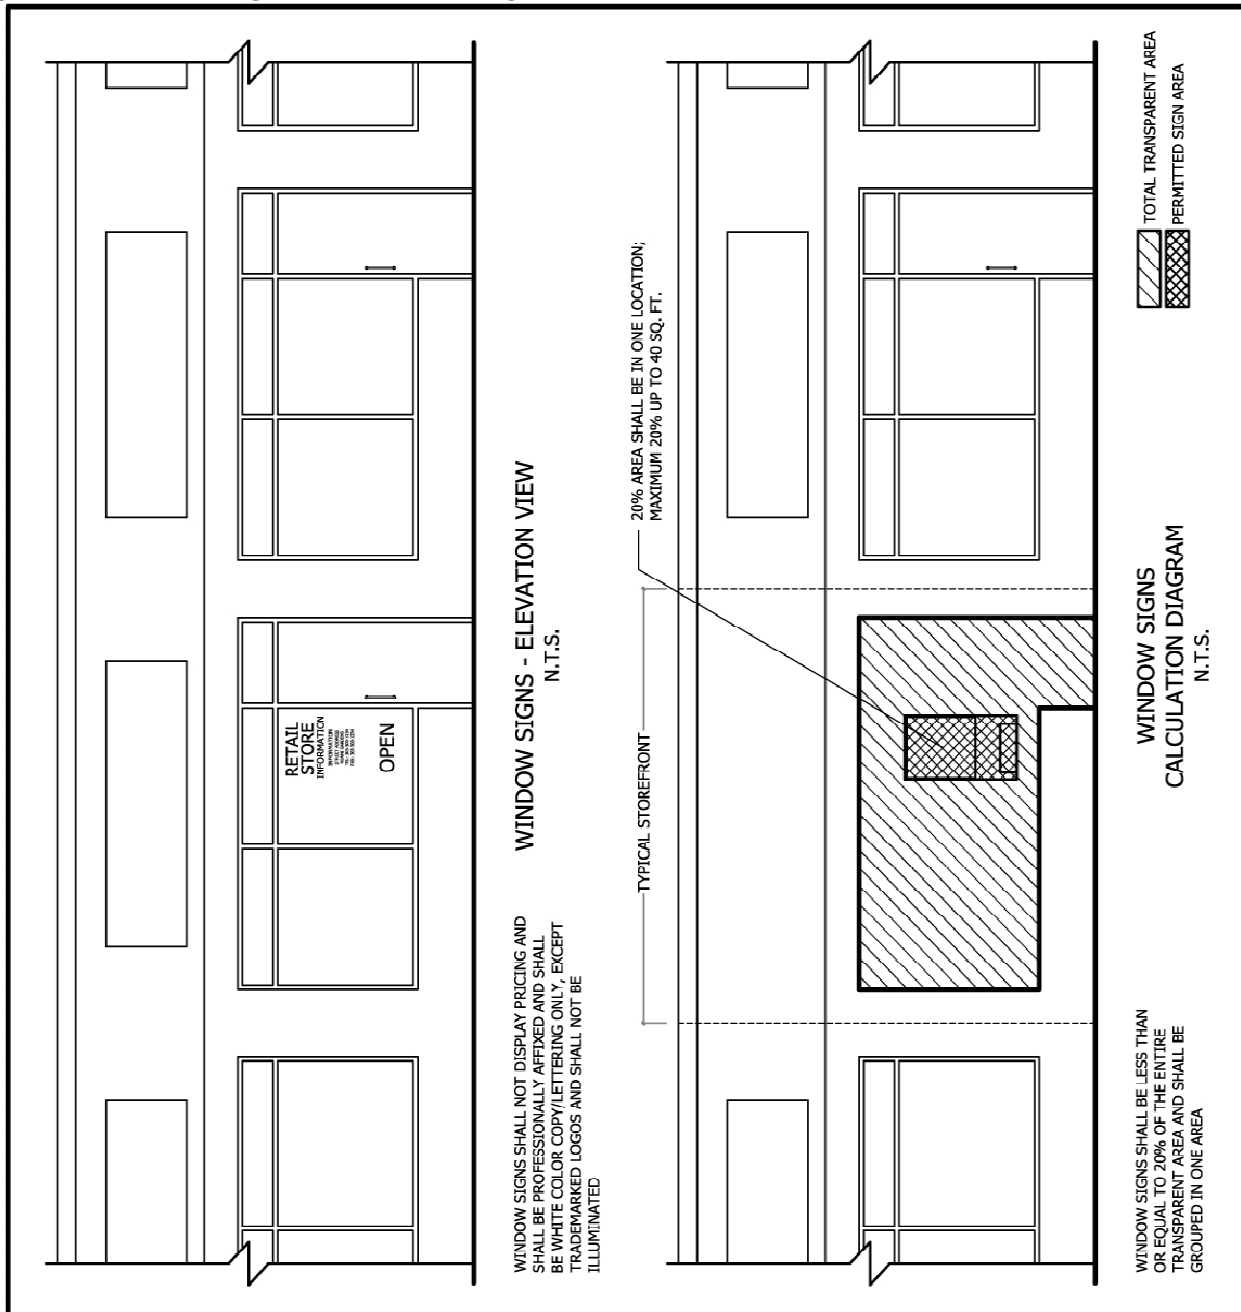 RETAIL
STORE
INFORMATION
INFORMATION
OPEN
WINDOW SIGNS SHALL NOT DISPLAY PRICING AND
SHALL BE PROFESSIONALLY AFFIXED AND SHALL
BE WHITE COLOR COPY/LETTERING ONLY, EXCEPT
TRADEMARKED LOGOS AND SHALL NOT BE
ILLUMINATED
WINDOW SIGNS - ELEVATION VIEW
N.T.S.
TYPICAL STOREFRONT
20% AREA SHALL BE IN ONE LOCATION;
MAXIMUM 20% UP TO 40 SQ. FT.
WINDOW SIGNS SHALL BE LESS THAN
OR EQUAL TO 20% OF THE ENTIRE
TRANSPARENT AREA AND SHALL BE
GROUPED IN ONE AREA
WINDOW SIGNS
CALCULATION DIAGRAM
N.T.S.
TOTAL TRANSPARENT AREA
PERMITTED SIGN AREA